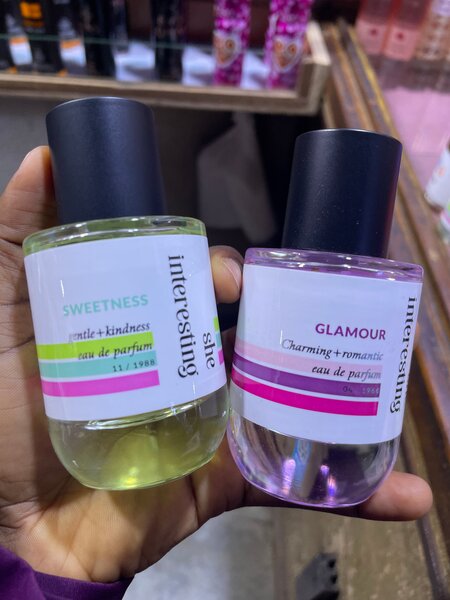 SWEETNESS
gentle+kindness
eau de parfum
11 / 1988
she
interesting
GLAMOUR
Charming+romantic
eau de parfum
interesting